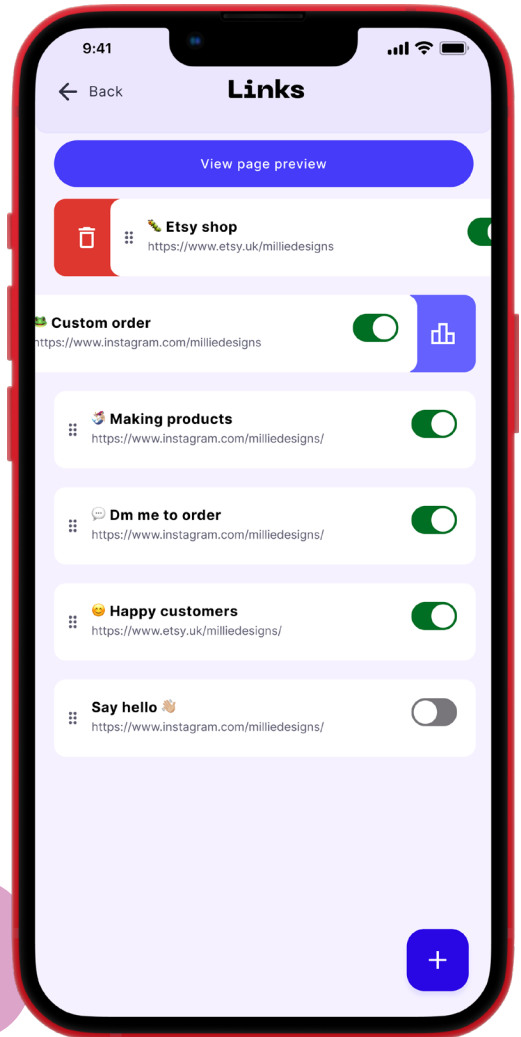 9:41
Back
Links
View page preview
🐛 Etsy shop
https://www.etsy.uk/milliedesigns
🐸 Custom order
https://www.instagram.com/milliedesigns
Making products
https://www.instagram.com/milliedesigns/
💬 Dm me to order
https://www.instagram.com/milliedesigns/
😊 Happy customers
https://www.etsy.uk/milliedesigns/
Say hello 👋🏼
https://www.instagram.com/milliedesigns/